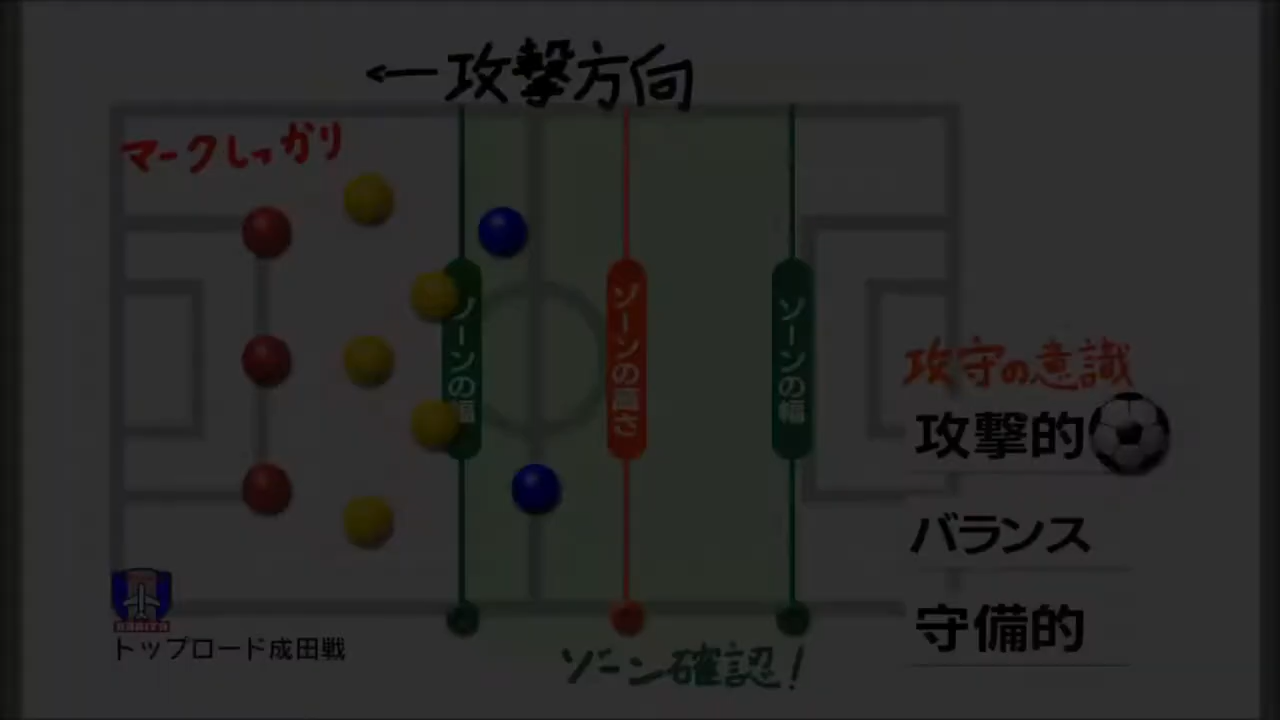 ←攻撃方向
マークしっかり
ゾーンの幅
ゾーンの高さ
ゾーンの幅
攻守の意識
攻撃的
バランス
守備的
NARITA
トップロード成田戦
ゾーン確認!